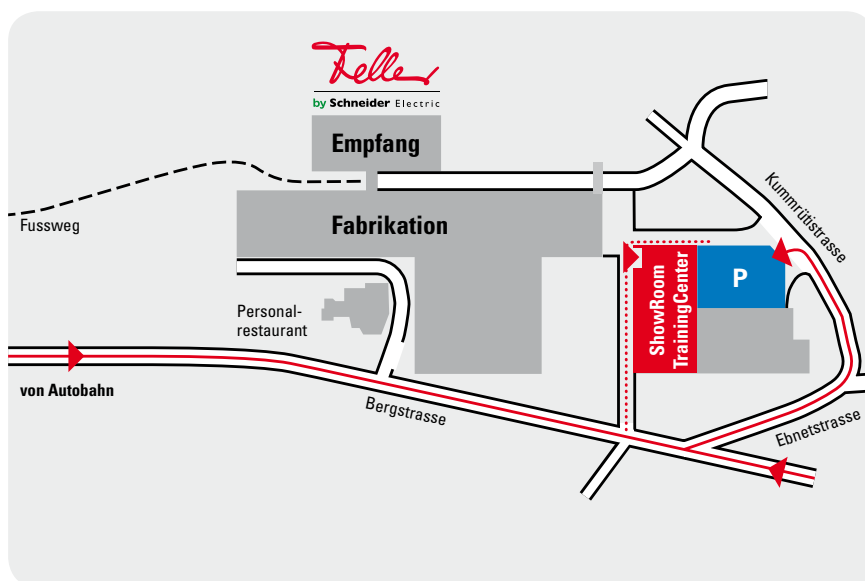 Feller
by Schneider Electric
Empfang
Fabrikation
Fussweg
Kummrütistrasse
ShowRoom
TrainingCenter
P
Personal-
restaurant
von Autobahn
Bergstrasse
Ebnetstrasse